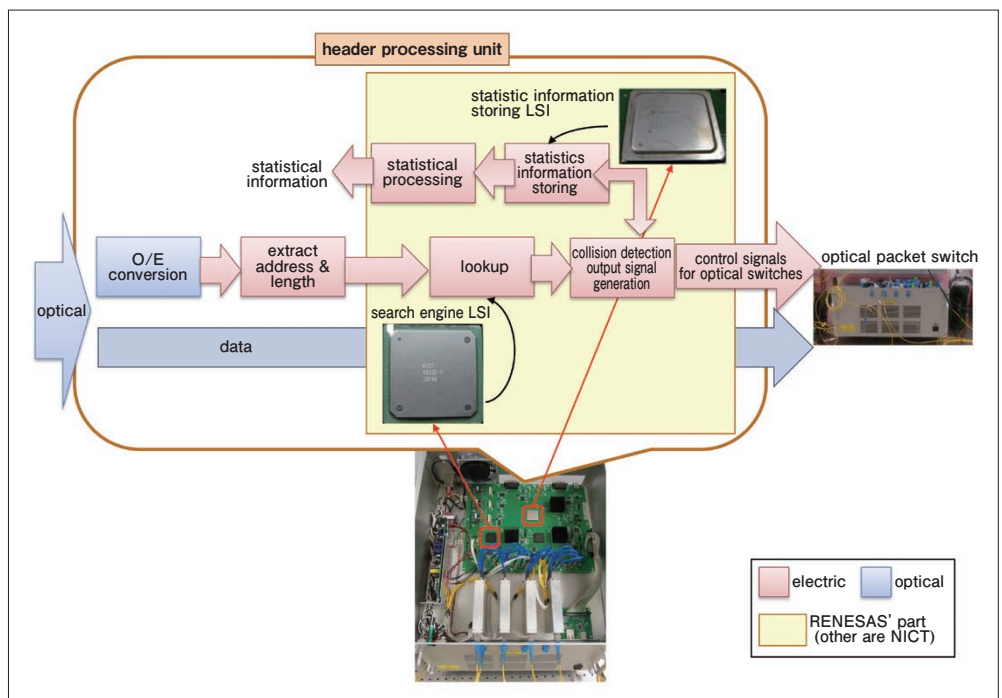 header processing unit
statistic information
storing LSI
statistical
information
statistical
processing
statistics
information
storing
optical
O/E
conversion
extract
address &
length
lookup
collision detection
output signal
generation
control signals
for optical switches
optical packet switch
search engine LSI
data
JAPAN
electric
optical
RENESAS' part
(other are NICT)